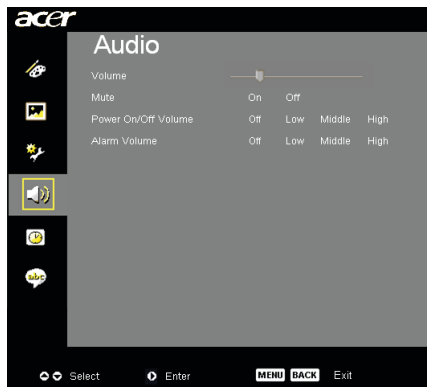 acer
Audio
Volume
Mute On Off
Power On/Off Volume Off Low Middle High
Alarm Volume Off Low Middle High
abc
Select Enter MENU BACK Exit